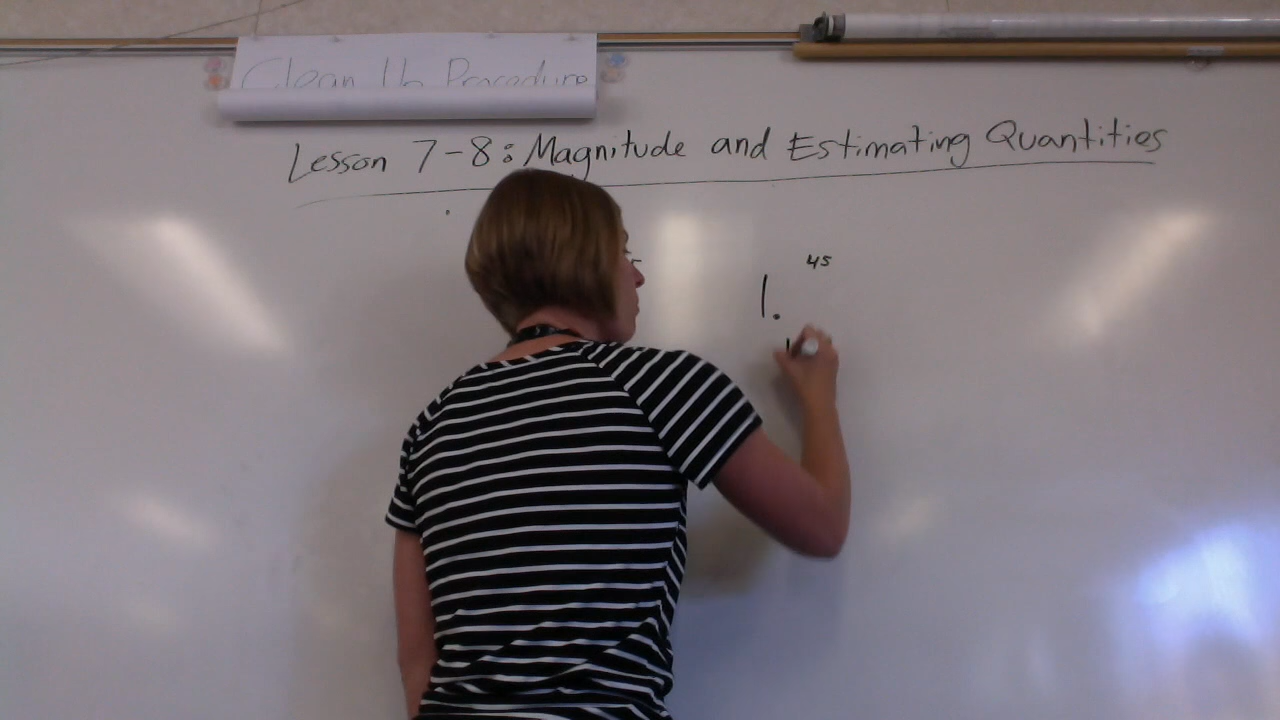 Clean Up Procedure
Lesson 7-8: Magnitude and Estimating Quantities
45
1.